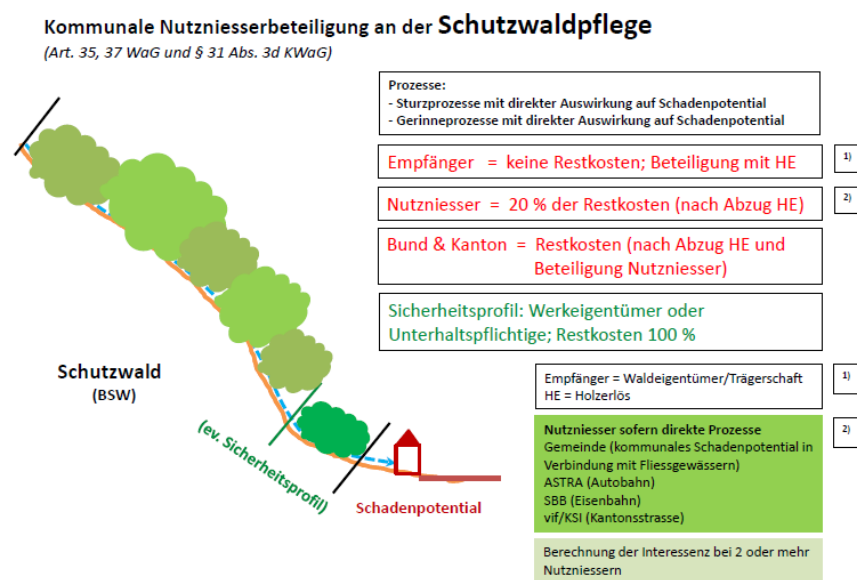 Kommunale Nutzniesserbeteiligung an der Schutzwaldpflege
(Art. 35, 37 WaG und § 31 Abs. 3d KWaG)
Prozesse:
- Sturzprozesse mit direkter Auswirkung auf Schadenpotential
- Gerinneprozesse mit direkter Auswirkung auf Schadenpotential
Empfänger = keine Restkosten; Beteiligung mit HE
1)
Nutzniesser = 20 % der Restkosten (nach Abzug HE)
2)
Bund & Kanton = Restkosten (nach Abzug HE und
Beteiligung Nutzniesser)
Sicherheitsprofil: Werkeigentümer oder
Unterhaltspflichtige; Restkosten 100 %
Schutzwald
(BSW)
(ev. Sicherheitsprofil)
Schadenpotential
Empfänger = Waldeigentümer/Trägerschaft
HE = Holzerlös
1)
Nutzniesser sofern direkte Prozesse
Gemeinde (kommunales Schadenpotential in
Verbindung mit Fliessgewässern)
ASTRA (Autobahn)
SBB (Eisenbahn)
vif/KSI (Kantonsstrasse)
2)
Berechnung der Interessenz bei 2 oder mehr
Nutzniessern